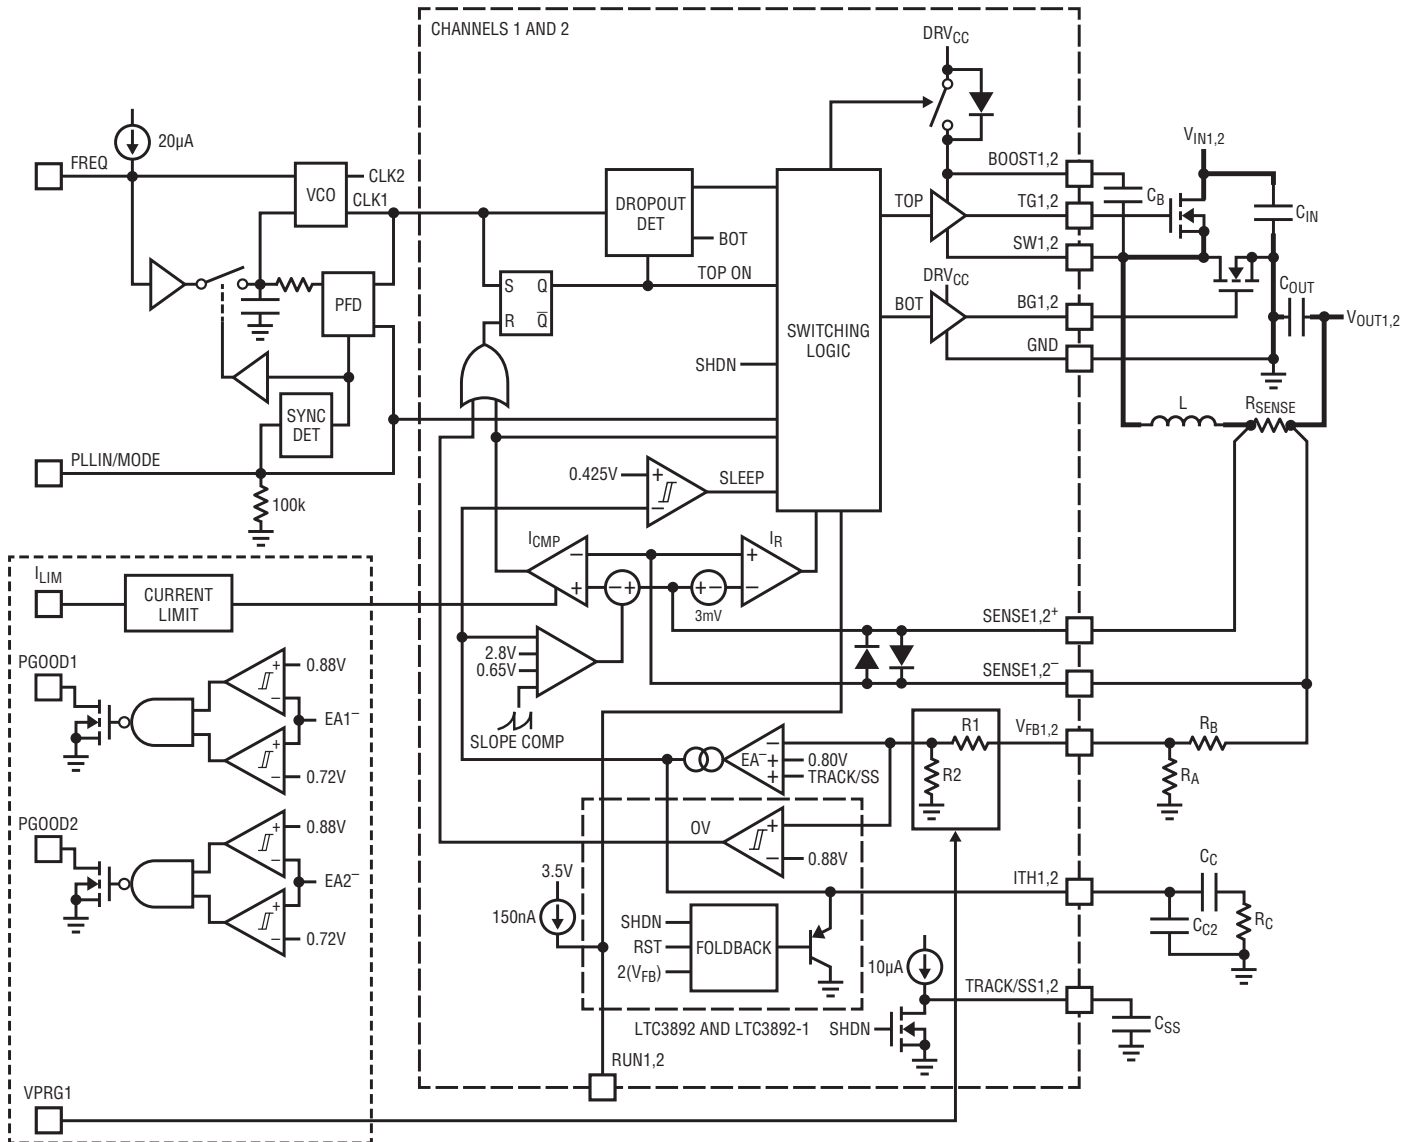 CHANNELS 1 AND 2
DRVCC
20µA
FREQ
VCO
CLK2
CLK1
DROPOUT
DET
BOT
TOP ON
S
Q
R
Q̅
PFD
SYNC
DET
PLLIN/MODE
100k
SHDN
SWITCHING
LOGIC
TOP
BOT
DRVCC
BOOST1,2
TG1,2
SW1,2
BG1,2
GND
VIN1,2
CB
CIN
COUT
VOUT1,2
L
RSENSE
0.425V
+
–
SLEEP
ICMP
–
+
– +
+ –
3mV
IR
+
–
ILIM
CURRENT
LIMIT
2.8V
0.65V
SLOPE COMP
SENSE1,2+
SENSE1,2–
PGOOD1
+
–
0.88V
EA1–
+
–
0.72V
PGOOD2
+
–
0.88V
EA2–
+
–
0.72V
EA–
–
+
+
0.80V
TRACK/SS
R1
R2
VFB1,2
RB
RA
OV
+
–
0.88V
3.5V
150nA
SHDN
RST
2(VFB)
FOLDBACK
ITH1,2
CC
CC2
RC
10µA
TRACK/SS1,2
CSS
LTC3892 AND LTC3892-1
SHDN
RUN1,2
VPRG1